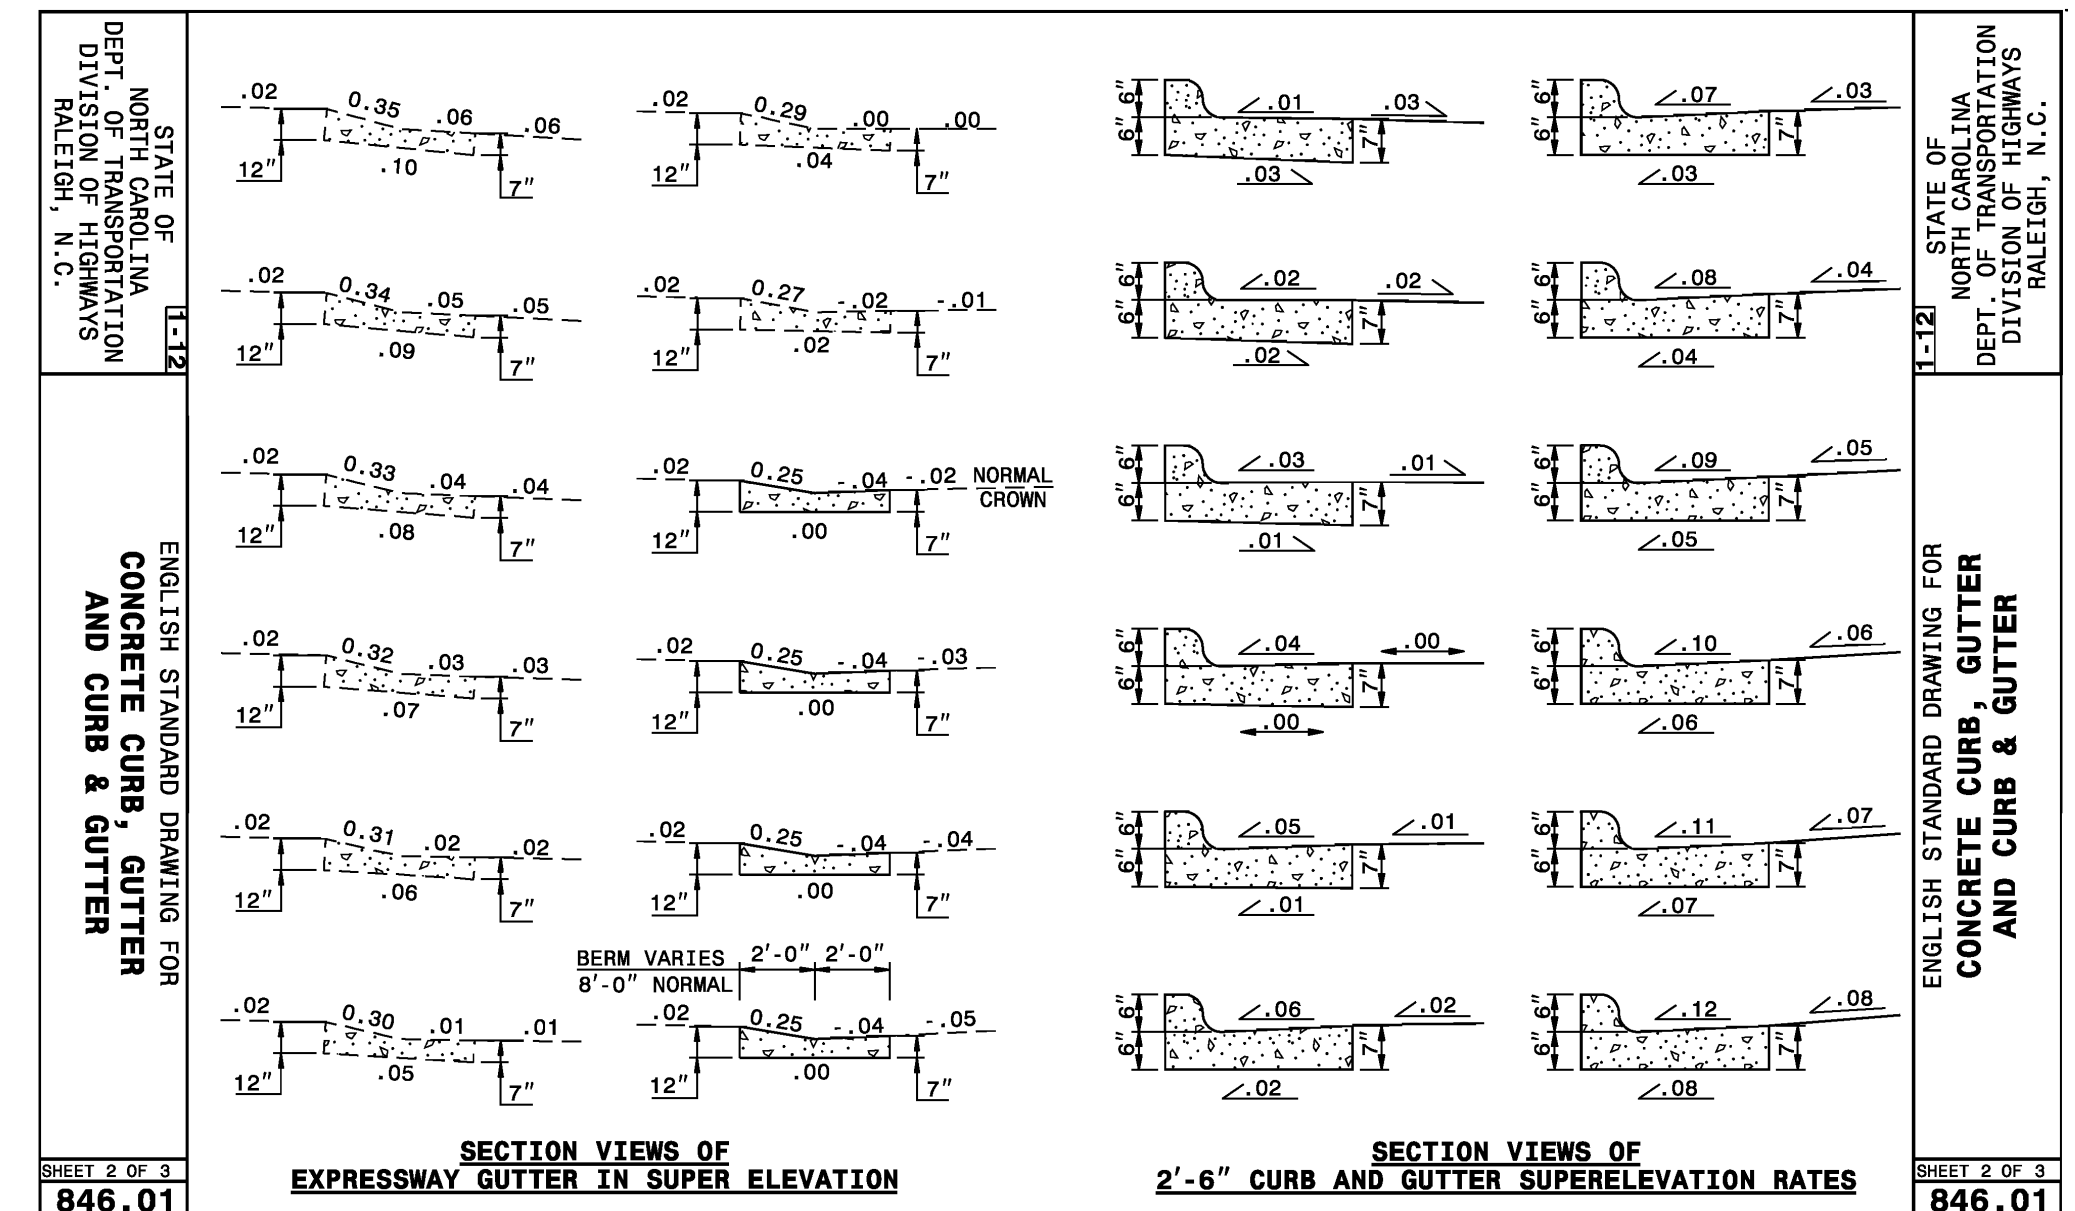 STATE OF
NORTH CAROLINA
DEPT. OF TRANSPORTATION
DIVISION OF HIGHWAYS
RALEIGH, N.C.
1-12
ENGLISH STANDARD DRAWING FOR
CONCRETE CURB, GUTTER
AND CURB & GUTTER
SHEET 2 OF 3
846.01
.02 0.35 .06 .06
12" .10 7"
.02 0.34 .05 .05
12" .09 7"
.02 0.33 .04 .04
12" .08 7"
.02 0.32 .03 .03
12" .07 7"
.02 0.31 .02 .02
12" .06 7"
.02 0.30 .01 .01
12" .05 7"
.02 0.29 .00 .00
12" .04 7"
.02 0.27 -.02 -.01
12" .02 7"
.02 0.25 -.04 -.02 NORMAL
CROWN
12" .00 7"
.02 0.25 -.04 -.03
12" .00 7"
.02 0.25 -.04 -.04
12" .00 7"
BERM VARIES 2'-0" 2'-0"
8'-0" NORMAL
.02 0.25 -.04 -.05
12" .00 7"
SECTION VIEWS OF
EXPRESSWAY GUTTER IN SUPER ELEVATION
6" .01 .03
6" 7"
.03
6" .02 .02
6" 7"
.02
6" .03 .01
6" 7"
.01
6" .04 .00
6" 7"
.00
6" .05 .01
6" 7"
.01
6" .06 .02
6" 7"
.02
6" .07 .03
6" 7"
.03
6" .08 .04
6" 7"
.04
6" .09 .05
6" 7"
.05
6" .10 .06
6" 7"
.06
6" .11 .07
6" 7"
.07
6" .12 .08
6" 7"
.08
SECTION VIEWS OF
2'-6" CURB AND GUTTER SUPERELEVATION RATES
STATE OF
NORTH CAROLINA
DEPT. OF TRANSPORTATION
DIVISION OF HIGHWAYS
RALEIGH, N.C.
1-12
ENGLISH STANDARD DRAWING FOR
CONCRETE CURB, GUTTER
AND CURB & GUTTER
SHEET 2 OF 3
846.01